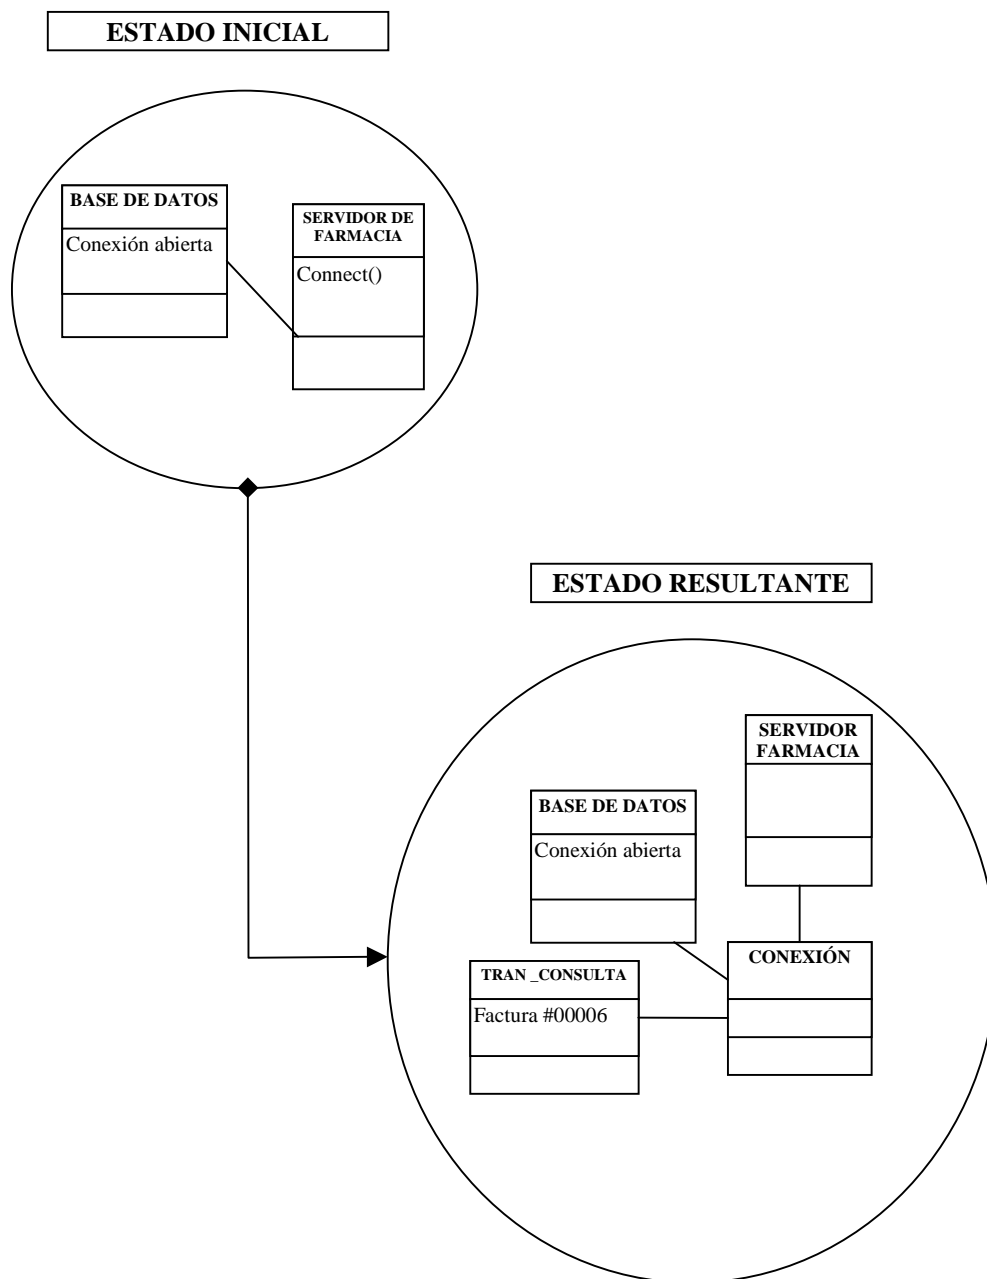 ESTADO INICIAL
BASE DE DATOS
Conexión abierta
SERVIDOR DE
FARMACIA
Connect()
ESTADO RESULTANTE
SERVIDOR
FARMACIA
BASE DE DATOS
Conexión abierta
CONEXIÓN
TRAN _CONSULTA
Factura #00006